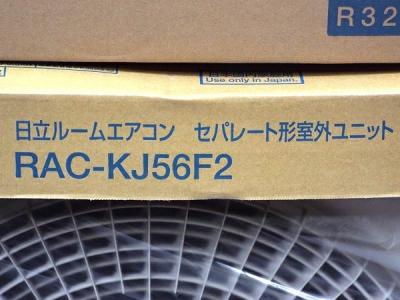 R32
Use only in Japan.
日立ルームエアコン セパレート形室外ユニット
RAC-KJ56F2